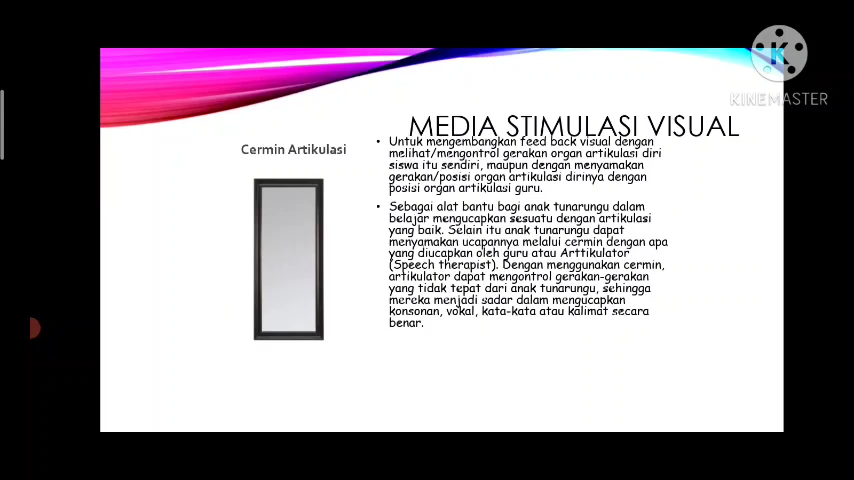 K
KINEMASTER
MEDIA STIMULASI VISUAL
Cermin Artikulasi
• Untuk mengembangkan feed back visual dengan
melihat/mengontrol gerakan organ artikulasi diri
siswa itu sendiri, maupun dengan menyamakan
gerakan/posisi organ artikulasi dirinya dengan
posisi organ artikulasi guru.
• Sebagai alat bantu bagi anak tunarungu dalam
belajar mengucapkan sesuatu dengan artikulasi
yang baik. Selain itu anak tunarungu dapat
menyamakan ucapannya melalui cermin dengan apa
yang diucapkan oleh guru atau Arttikulator
(Speech therapist). Dengan menggunakan cermin,
artikulator dapat mengontrol gerakan-gerakan
yang tidak tepat dari anak tunarungu, sehingga
mereka menjadi sadar dalam mengucapkan
konsonan, vokal, kata-kata atau kalimat secara
benar.